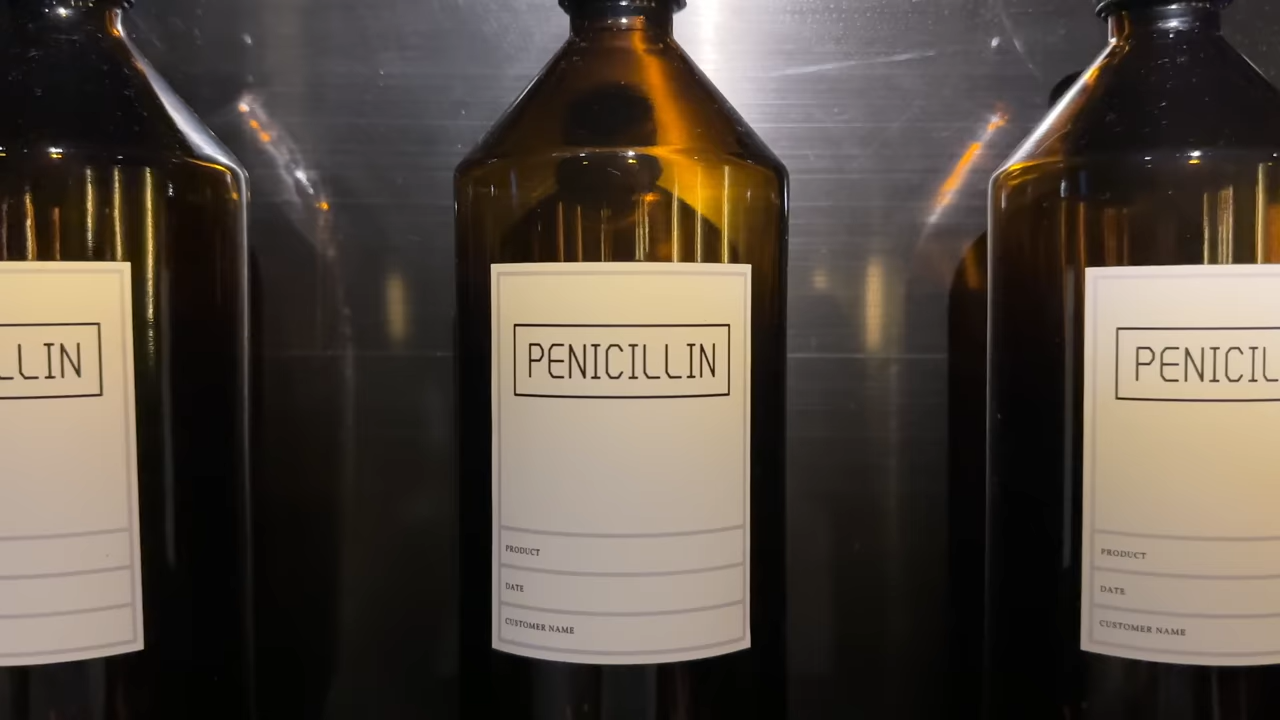 LLIN
PENICILLIN
PRODUCT
DATE
CUSTOMER NAME
PENICIL
PRODUCT
DATE
CUSTOMER NAME